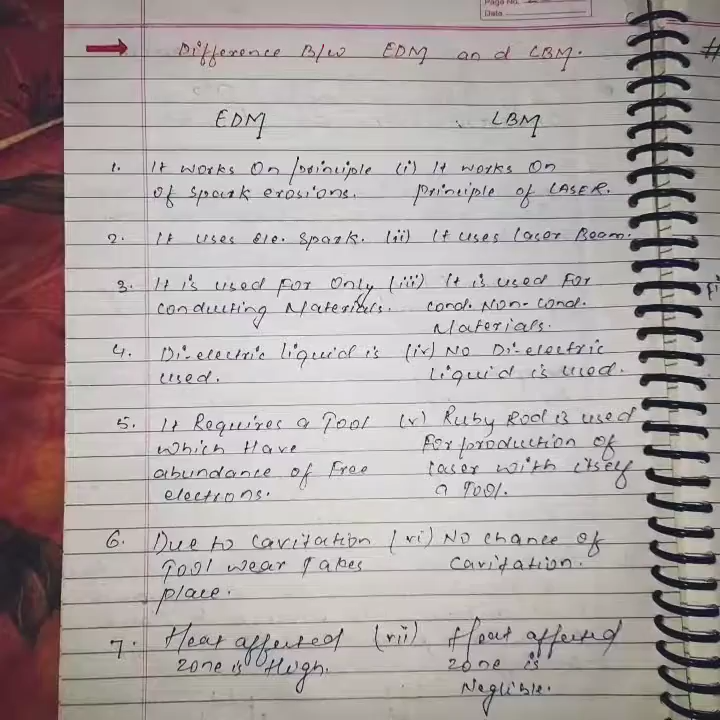 Page No.
Date
Difference B/w EDM and LBM.
EDM LBM
1. It works On principle (i) It works On
of spark erosions. principle of LASER.
2. It uses ele. spark. (ii) It uses laser Beam.
3. It is used For Only (iii) It is used For
conducting Materials. cond. Non-cond.
Materials.
4. Di-electric liquid is (iv) No Di-electric
used. liquid is used.
5. It Requires a Tool (v) Ruby Rod is used
which Have For production of
abundance of Free laser with itself
electrons. a Tool.
6. Due to cavitation (vi) No chance of
Tool wear Takes cavitation.
place.
7. Heat affected (vii) Heat affected
zone is High. zone is
Neglible.